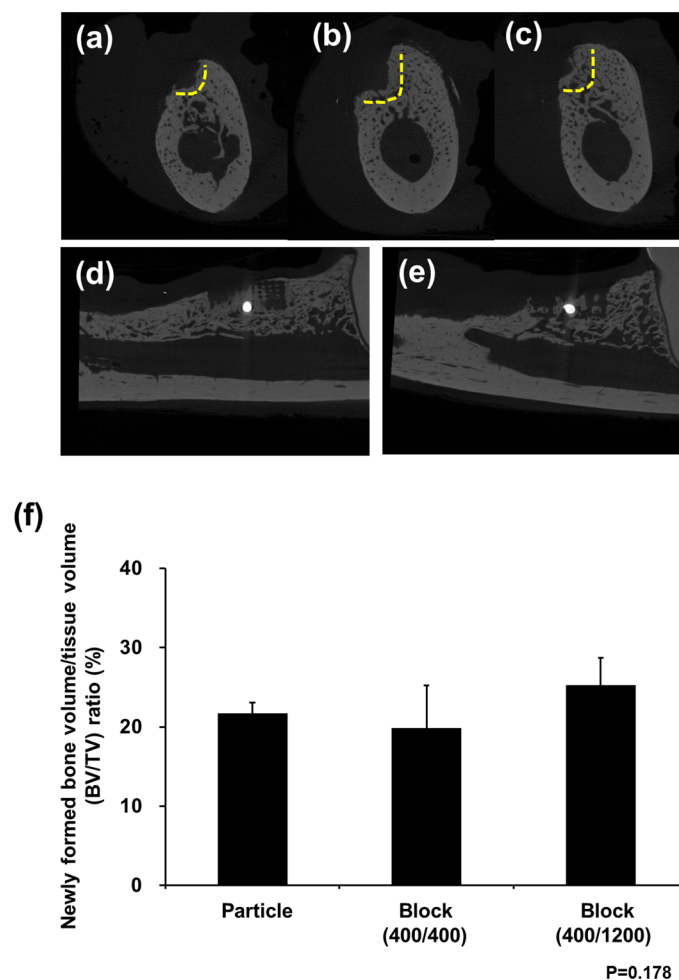 (a)
(b)
(c)
(d)
(e)
(f)
Newly formed bone volume/tissue volume
(BV/TV) ratio (%)
40
30
20
10
0
Particle
Block
(400/400)
Block
(400/1200)
P=0.178